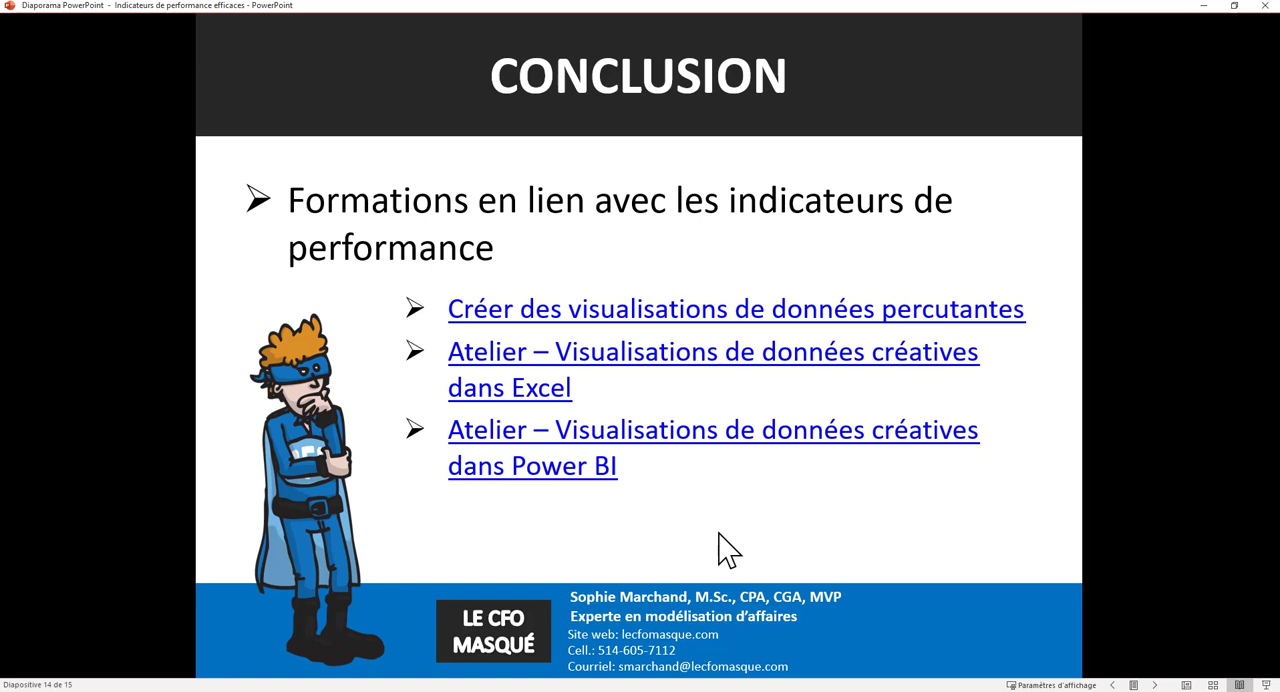 Diaporama PowerPoint - Indicateurs de performance efficaces - PowerPoint
CONCLUSION
Formations en lien avec les indicateurs de
performance
Créer des visualisations de données percutantes
Atelier – Visualisations de données créatives
dans Excel
Atelier – Visualisations de données créatives
dans Power BI
LE CFO
MASQUÉ
Sophie Marchand, M.Sc., CPA, CGA, MVP
Experte en modélisation d’affaires
Site web: lecfomasque.com
Cell.: 514-605-7112
Courriel: smarchand@lecfomasque.com
Diapositive 14 de 15
Paramètres d'affichage